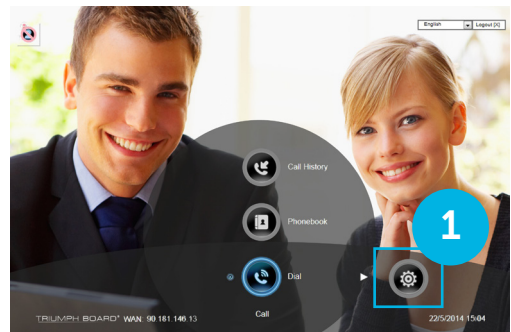 English Logout [X]
Call History
Phonebook
1
Dial
Call
TRIUMPH BOARD® WAN: 90.181.146.13
22/5/2014 15:04